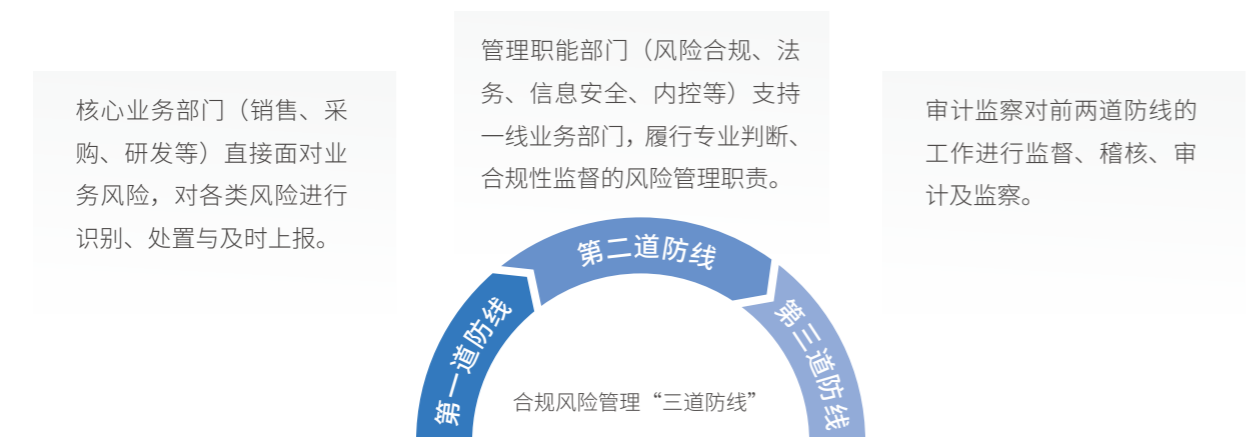 核心业务部门（销售、采
购、研发等）直接面对业
务风险，对各类风险进行
识别、处置与及时上报。
管理职能部门（风险合规、法
务、信息安全、内控等）支持
一线业务部门，履行专业判断、
合规性监督的风险管理职责。
审计监察对前两道防线的
工作进行监督、稽核、审
计及监察。
第一道防线
第二道防线
第三道防线
合规风险管理“三道防线”